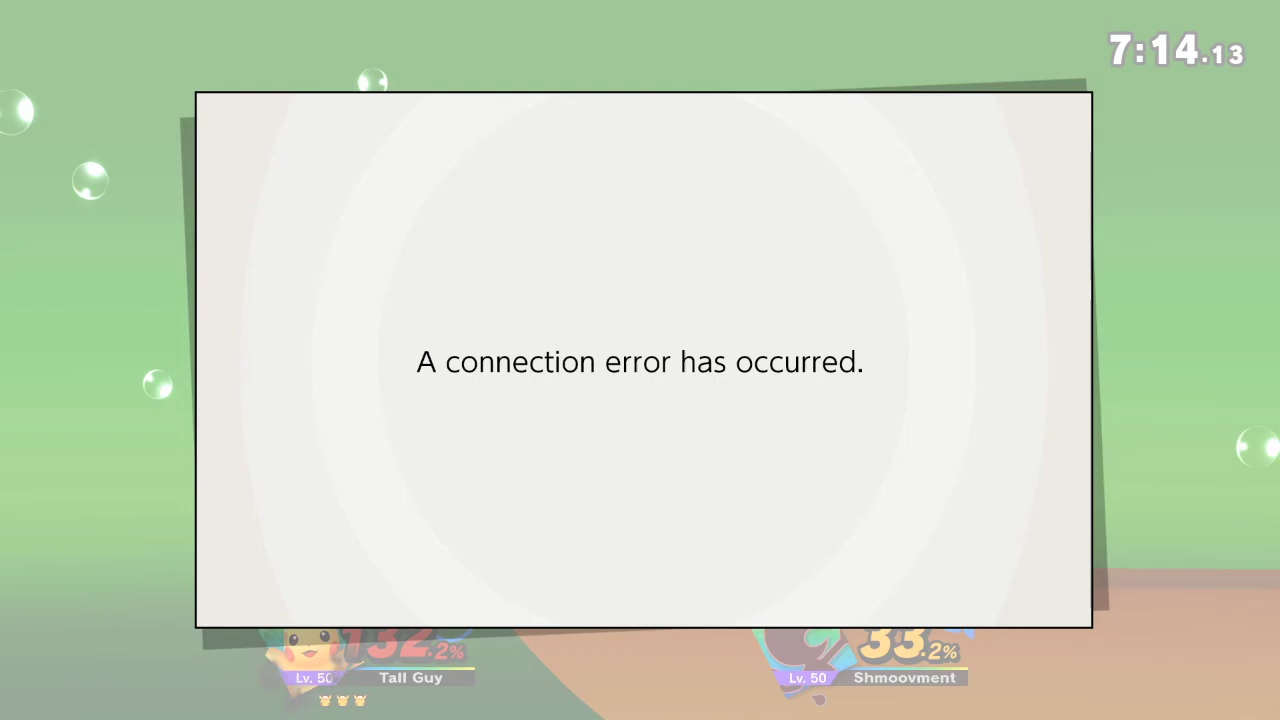 7:14.13
A connection error has occurred.
132.2%
33.2%
Lv. 50 Tall Guy
Lv. 50 Shmoovment